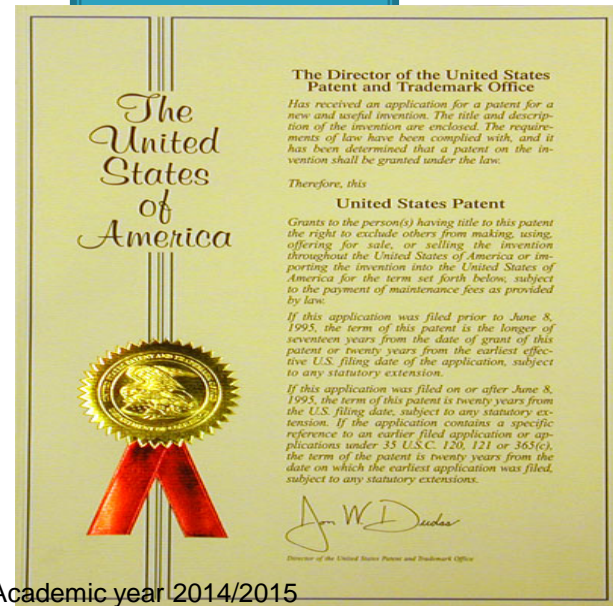 The
United
States
of
America
The Director of the United States
Patent and Trademark Office
Has received an application for a patent for a
new and useful invention. The title and descrip-
tion of the invention are enclosed. The require-
ments of law have been complied with, and it
has been determined that a patent on the in-
vention shall be granted under the law.
Therefore, this
United States Patent
Grants to the person(s) having title to this patent
the right to exclude others from making, using,
offering for sale, or selling the invention
throughout the United States of America or im-
porting the invention into the United States of
America for the term set forth below, subject
to the payment of maintenance fees as provided
by law.
If this application was filed prior to June 8,
1995, the term of this patent is the longer of
seventeen years from the date of grant of this
patent or twenty years from the earliest effec-
tive U.S. filing date of the application, subject
to any statutory extension.
If this application was filed on or after June 8,
1995, the term of this patent is twenty years from
the U.S. filing date, subject to any statutory ex-
tension. If the application contains a specific
reference to an earlier filed application or ap-
plications under 35 U.S.C. 120, 121 or 365(c),
the term of the patent is twenty years from the
date on which the earliest application was filed,
subject to any statutory extensions.
Jon W. Dudas
Director of the United States Patent and Trademark Office
Academic year 2014/2015